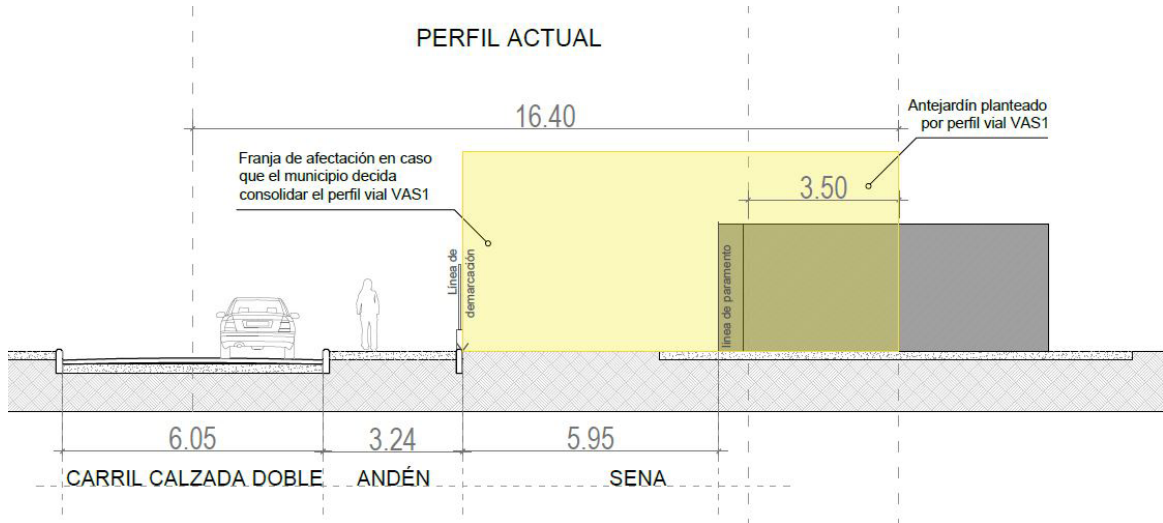 PERFIL ACTUAL
16.40
Antejardín planteado
por perfil vial VAS1
Franja de afectación en caso
que el municipio decida
consolidar el perfil vial VAS1
3.50
Línea de
demarcación
línea de paramento
6.05
3.24
5.95
CARRIL CALZADA DOBLE
ANDÉN
SENA